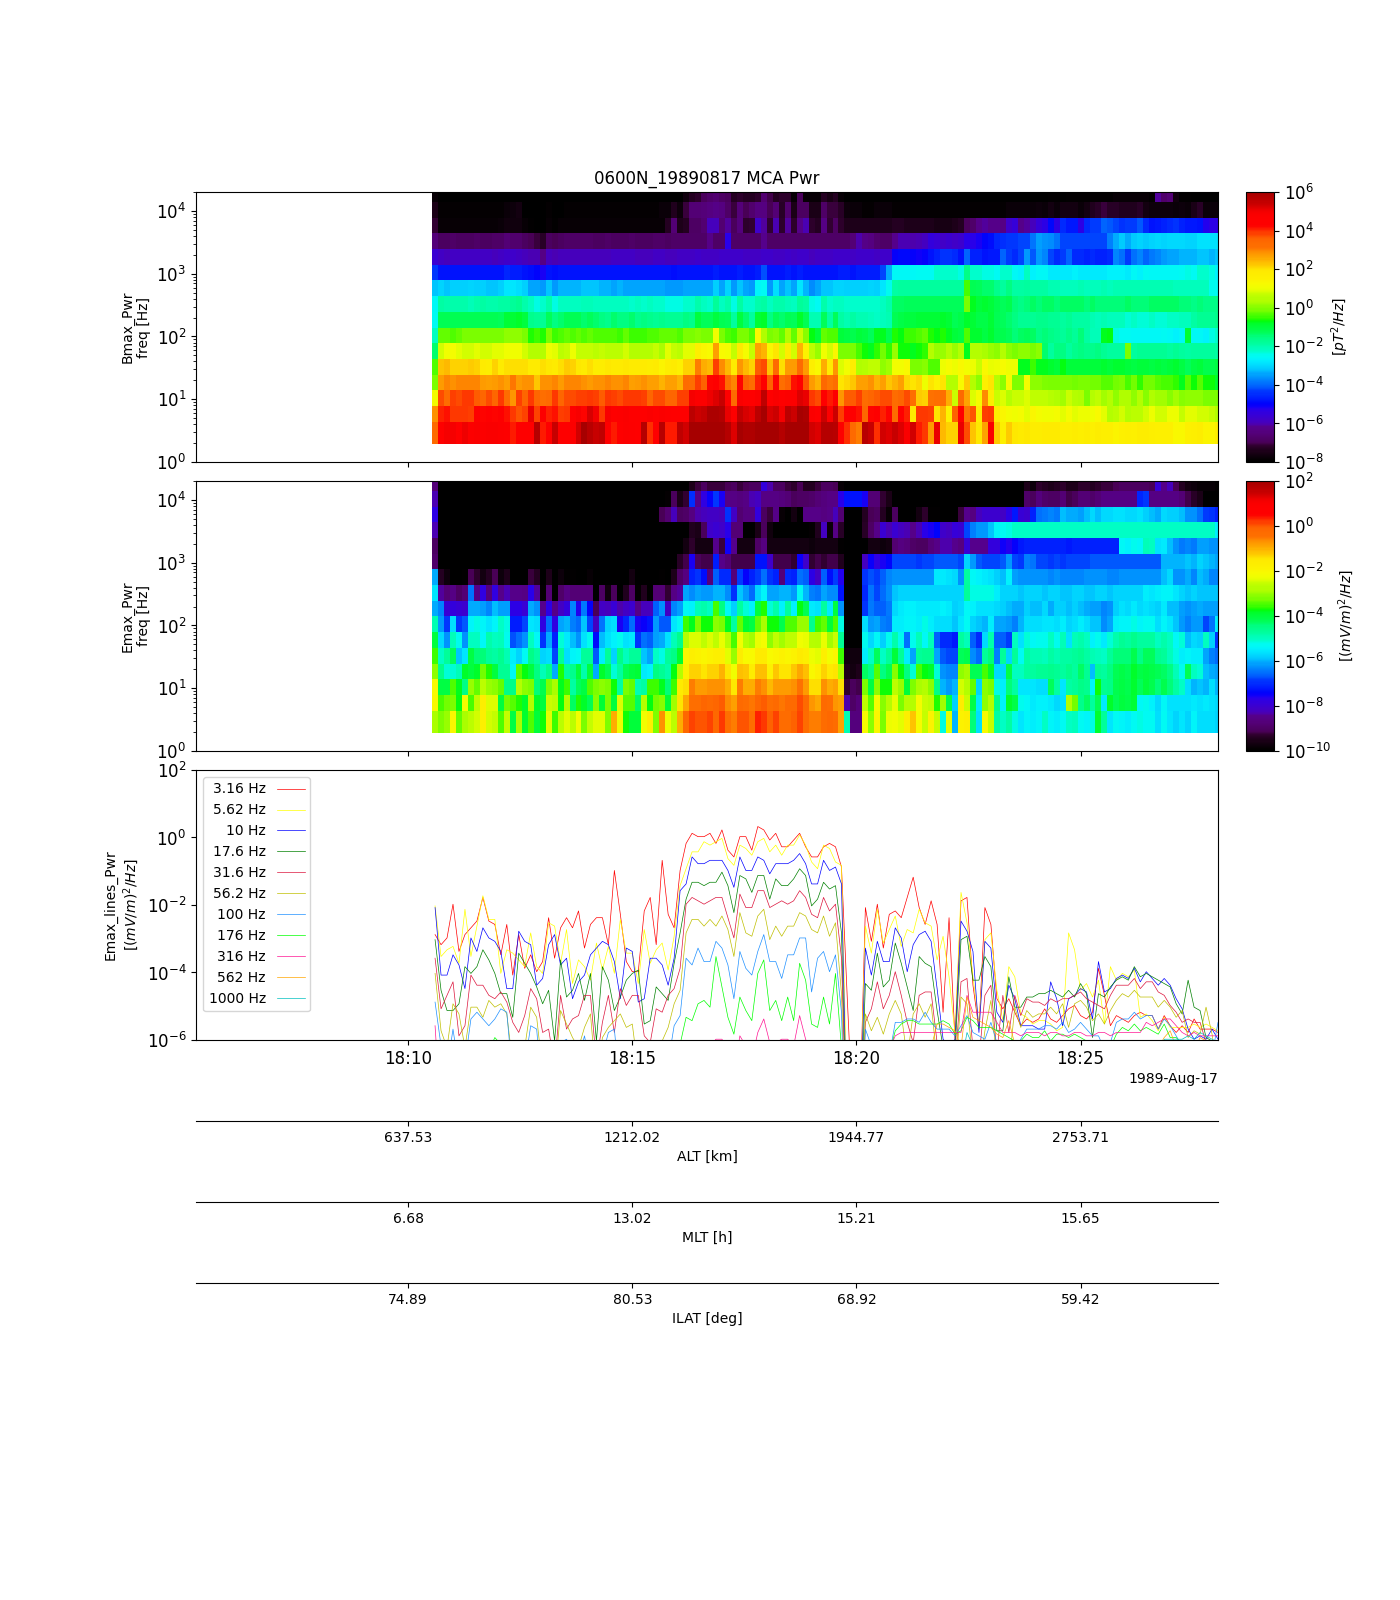 0600N_19890817 MCA Pwr
10^4
10^3
10^2
10^1
10^0
Bmax_Pwr
freq [Hz]
10^6
10^4
10^2
10^0
10^-2
10^-4
10^-6
10^-8
[pT^2/Hz]
10^4
10^3
10^2
10^1
10^0
Emax_Pwr
freq [Hz]
10^2
10^0
10^-2
10^-4
10^-6
10^-8
10^-10
[(mV/m)^2/Hz]
10^2
10^0
10^-2
10^-4
10^-6
Emax_lines_Pwr
[(mV/m)^2/Hz]
3.16 Hz
5.62 Hz
10 Hz
17.6 Hz
31.6 Hz
56.2 Hz
100 Hz
176 Hz
316 Hz
562 Hz
1000 Hz
18:10 18:15 18:20 18:25
1989-Aug-17
637.53 1212.02 1944.77 2753.71
ALT [km]
6.68 13.02 15.21 15.65
MLT [h]
74.89 80.53 68.92 59.42
ILAT [deg]